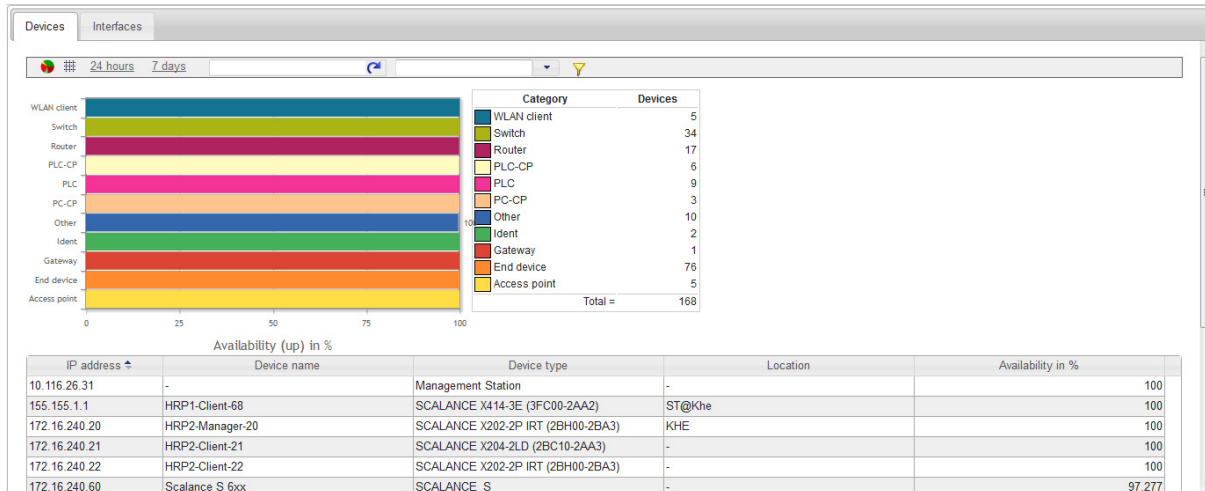 Devices Interfaces
24 hours 7 days
WLAN client
Switch
Router
PLC-CP
PLC
PC-CP
Other
Ident
Gateway
End device
Access point
0 25 50 75 100
Availability (up) in %
Category Devices
WLAN client 5
Switch 34
Router 17
PLC-CP 6
PLC 9
PC-CP 3
Other 10
Ident 2
Gateway 1
End device 76
Access point 5
Total = 168
IP address Device name Device type Location Availability in %
10.116.26.31 - Management Station - 100
155.155.1.1 HRP1-Client-68 SCALANCE X414-3E (3FC00-2AA2) ST@Khe 100
172.16.240.20 HRP2-Manager-20 SCALANCE X202-2P IRT (2BH00-2BA3) KHE 100
172.16.240.21 HRP2-Client-21 SCALANCE X204-2LD (2BC10-2AA3) - 100
172.16.240.22 HRP2-Client-22 SCALANCE X202-2P IRT (2BH00-2BA3) - 100
172.16.240.60 Scalance S 6xx SCALANCE S - 97.277